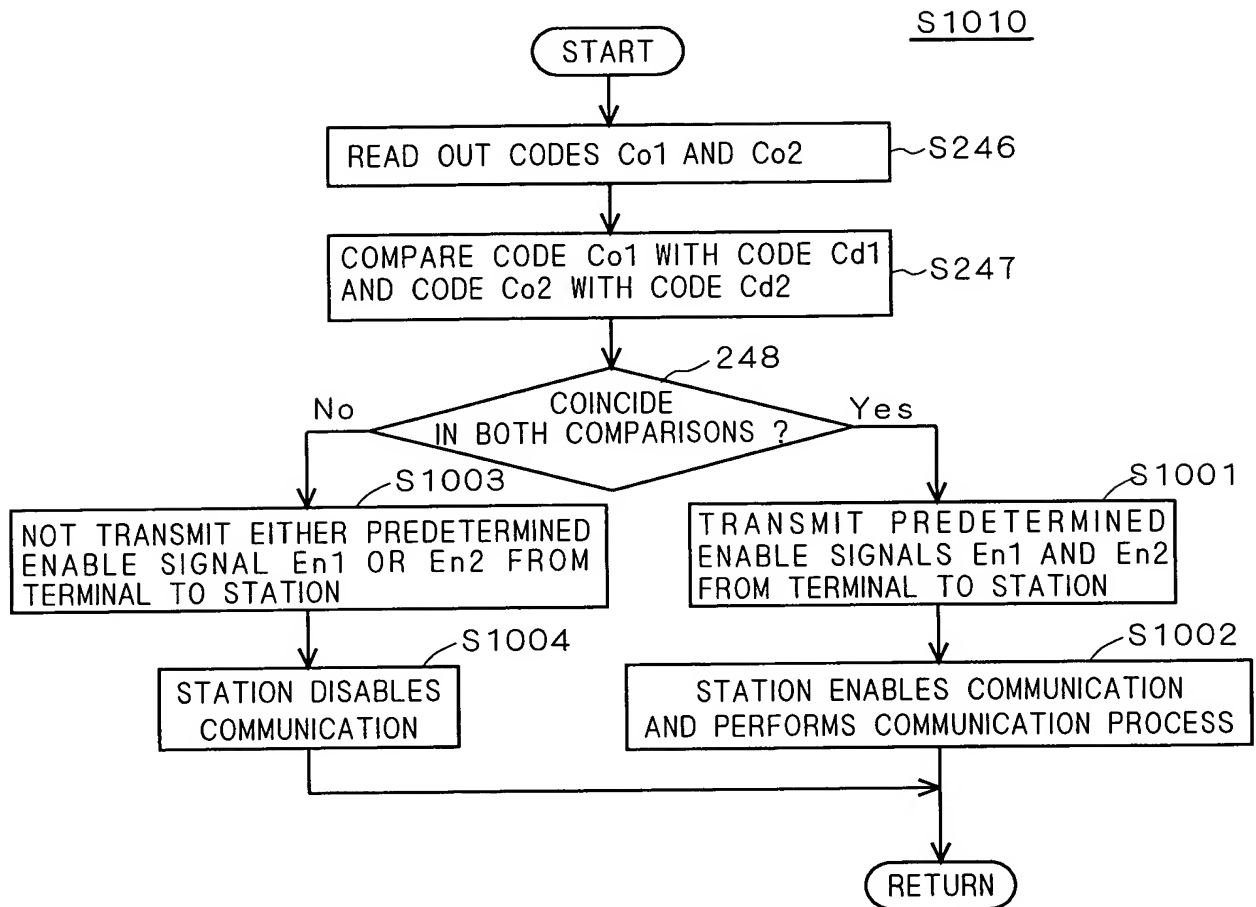 S1010
START
READ OUT CODES Co1 AND Co2
S246
COMPARE CODE Co1 WITH CODE Cd1
AND CODE Co2 WITH CODE Cd2
S247
248
COINCIDE
IN BOTH COMPARISONS ?
No
Yes
S1003
NOT TRANSMIT EITHER PREDETERMINED
ENABLE SIGNAL En1 OR En2 FROM
TERMINAL TO STATION
S1001
TRANSMIT PREDETERMINED
ENABLE SIGNALS En1 AND En2
FROM TERMINAL TO STATION
S1004
STATION DISABLES
COMMUNICATION
S1002
STATION ENABLES COMMUNICATION
AND PERFORMS COMMUNICATION PROCESS
RETURN